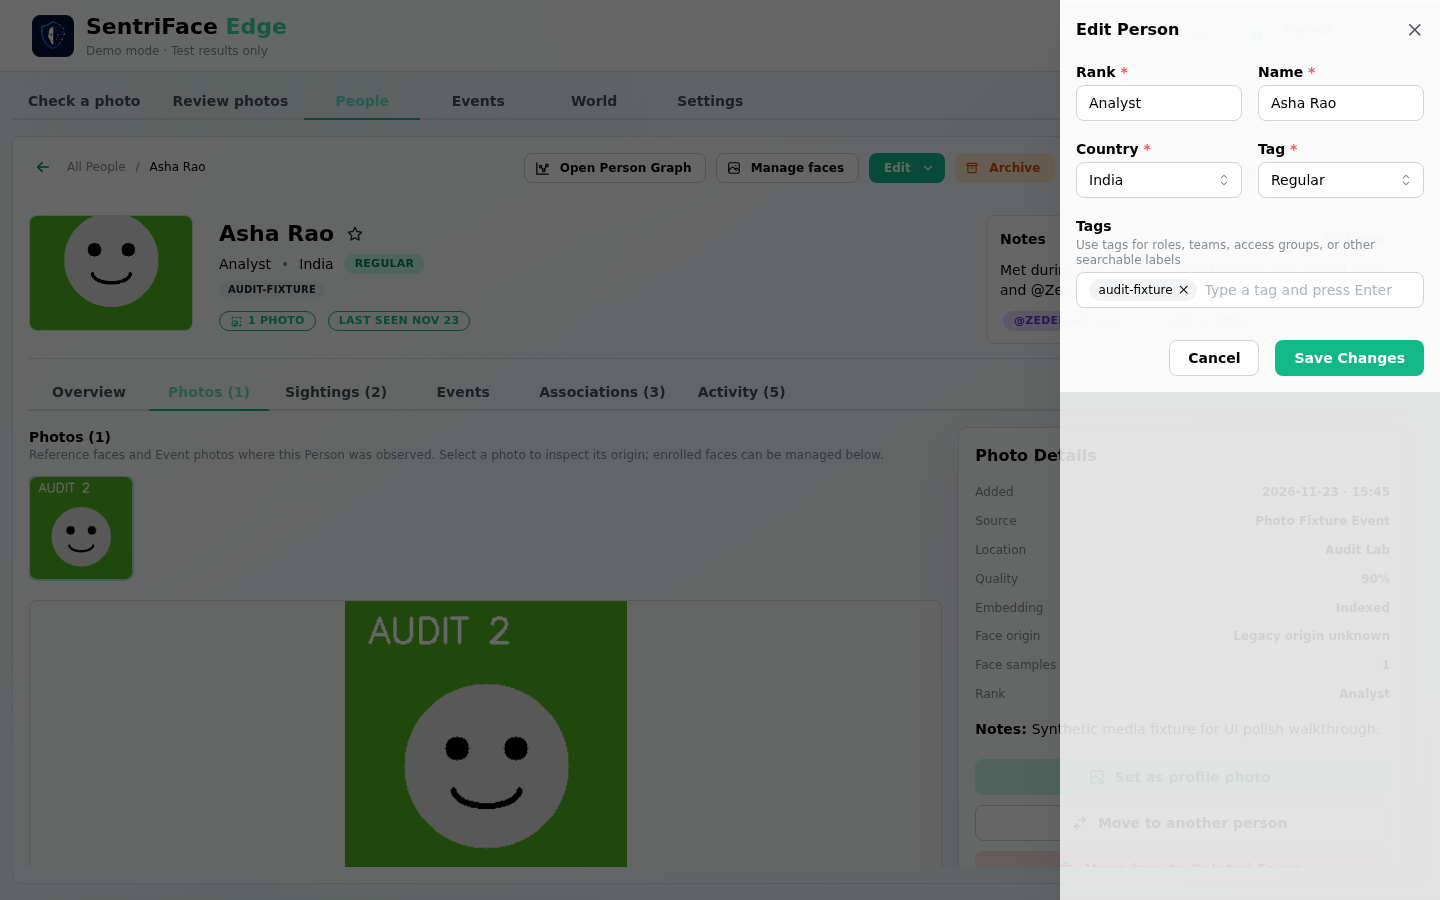 SentriFace Edge
Demo mode · Test results only
Check a photo Review photos People Events World Settings
All People / Asha Rao
Open Person Graph Manage faces Edit Archive
Asha Rao
Analyst • India REGULAR
AUDIT-FIXTURE
1 PHOTO LAST SEEN NOV 23
Notes
Met
and
Overview Photos (1) Sightings (2) Events Associations (3) Activity (5)
Photos (1)
Reference faces and Event photos where this Person was observed. Select a photo to inspect its origin; enrolled faces can be managed below.
AUDIT 2
AUDIT 2
Photo Details
Added 2026-11-23 · 15:45
Source Photo Fixture Event
Location Audit Lab
Quality 90%
Embedding Indexed
Face origin Legacy origin unknown
Face samples 1
Rank Analyst
Notes: Synthetic media fixture for UI polish walkthrough.
Set as profile photo
Move to another person
Edit Person
Rank * Name *
Analyst Asha Rao
Country * Tag *
India Regular
Tags
Use tags for roles, teams, access groups, or other
searchable labels
audit-fixture Type a tag and press Enter
Cancel Save Changes